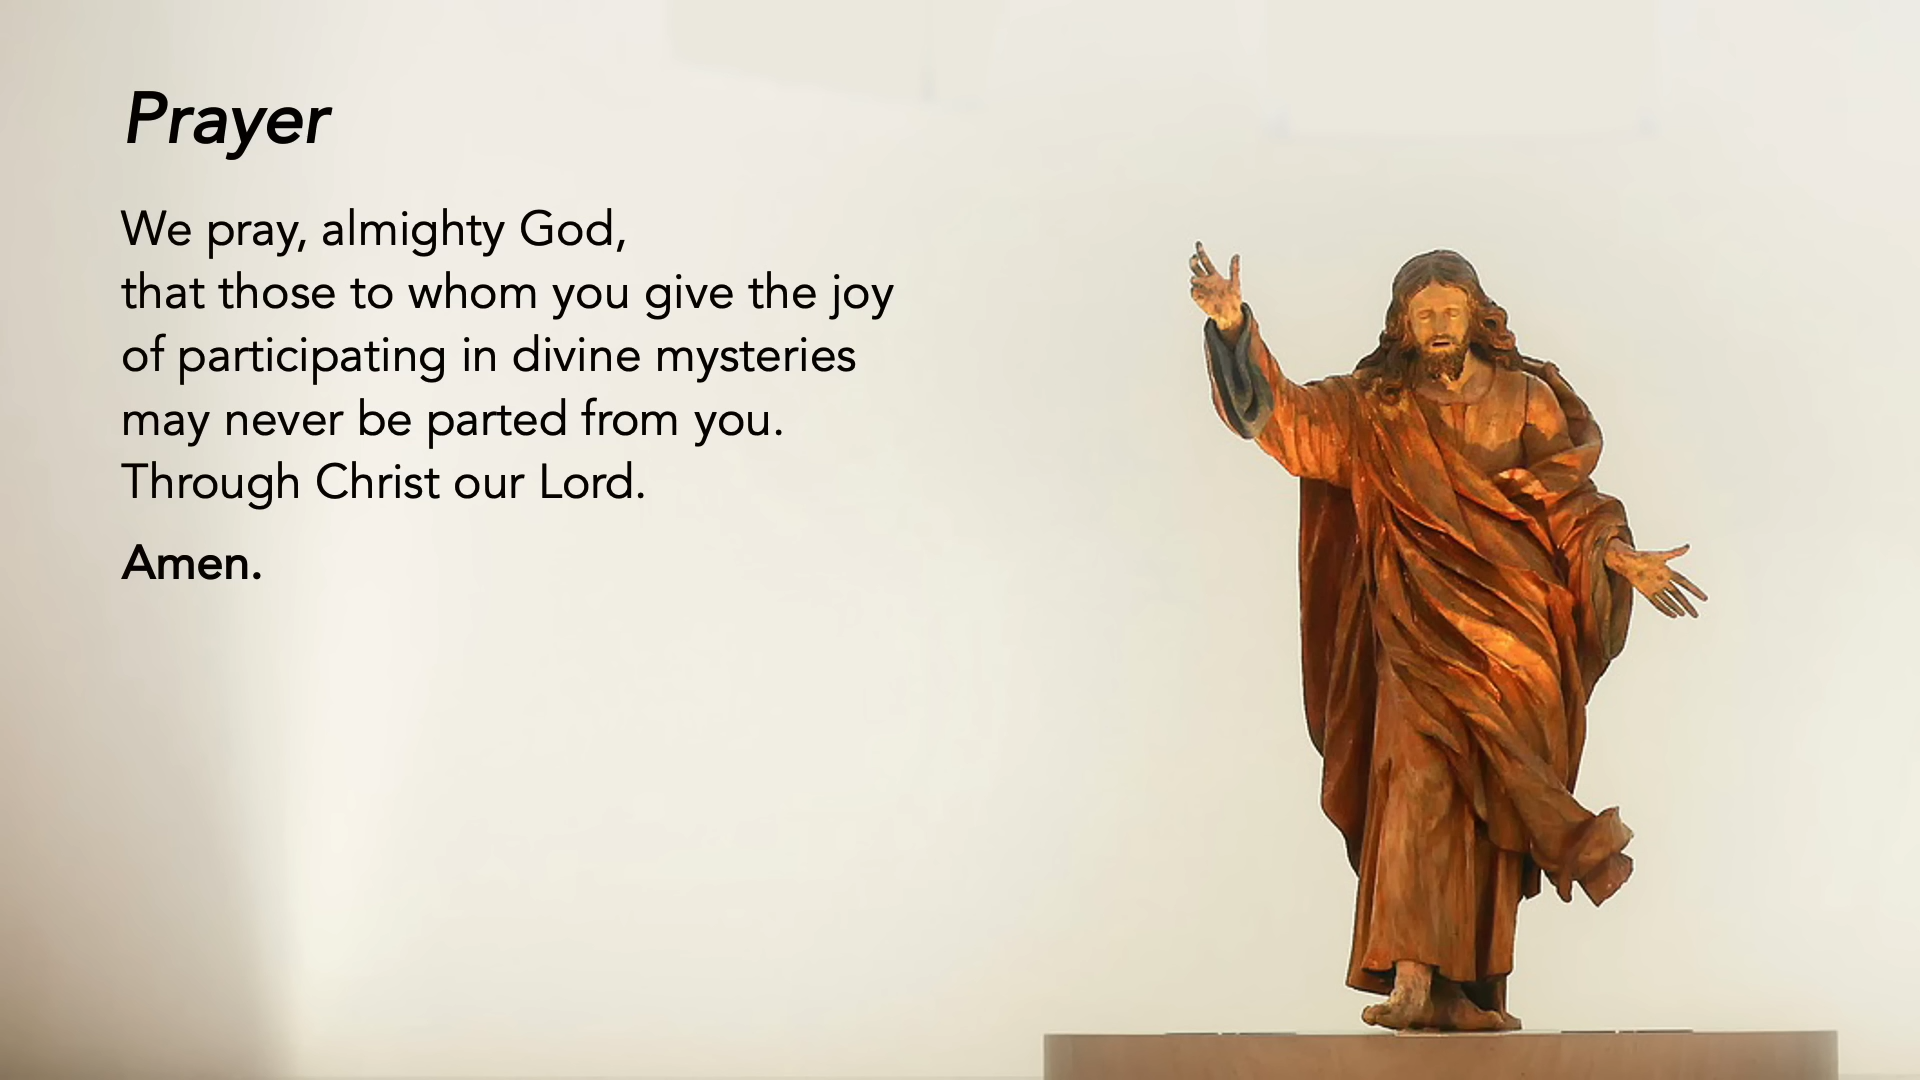 Prayer
We pray, almighty God,
that those to whom you give the joy
of participating in divine mysteries
may never be parted from you.
Through Christ our Lord.
Amen.